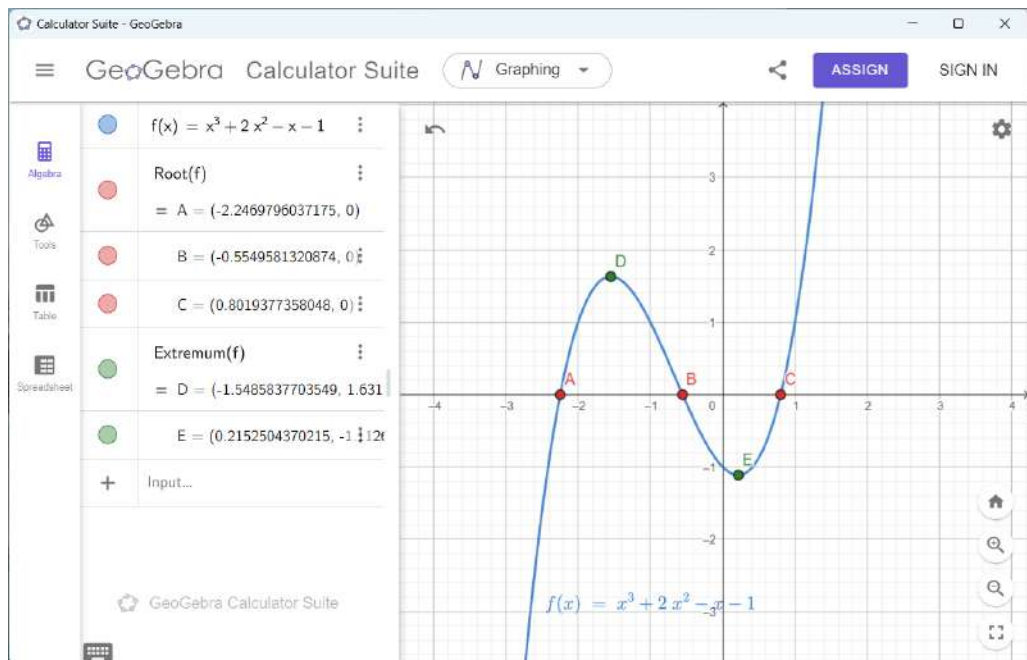 Calculator Suite - GeoGebra
GeoGebra Calculator Suite
Graphing
ASSIGN
SIGN IN
Algebra
Tools
Table
Spreadsheet
f(x) = x³ + 2 x² – x – 1
Root(f)
= A = (-2.2469796037175, 0)
B = (-0.5549581320874, 0)
C = (0.8019377358048, 0)
Extremum(f)
= D = (-1.5485837703549, 1.631
E = (0.2152504370215, -1.126
Input...
GeoGebra Calculator Suite
3
2
1
–4 –3 –2 –1 0 1 2 3 4
–1
–2
–3
D
A
B
C
E
f(x) = x³ + 2 x² – x – 1